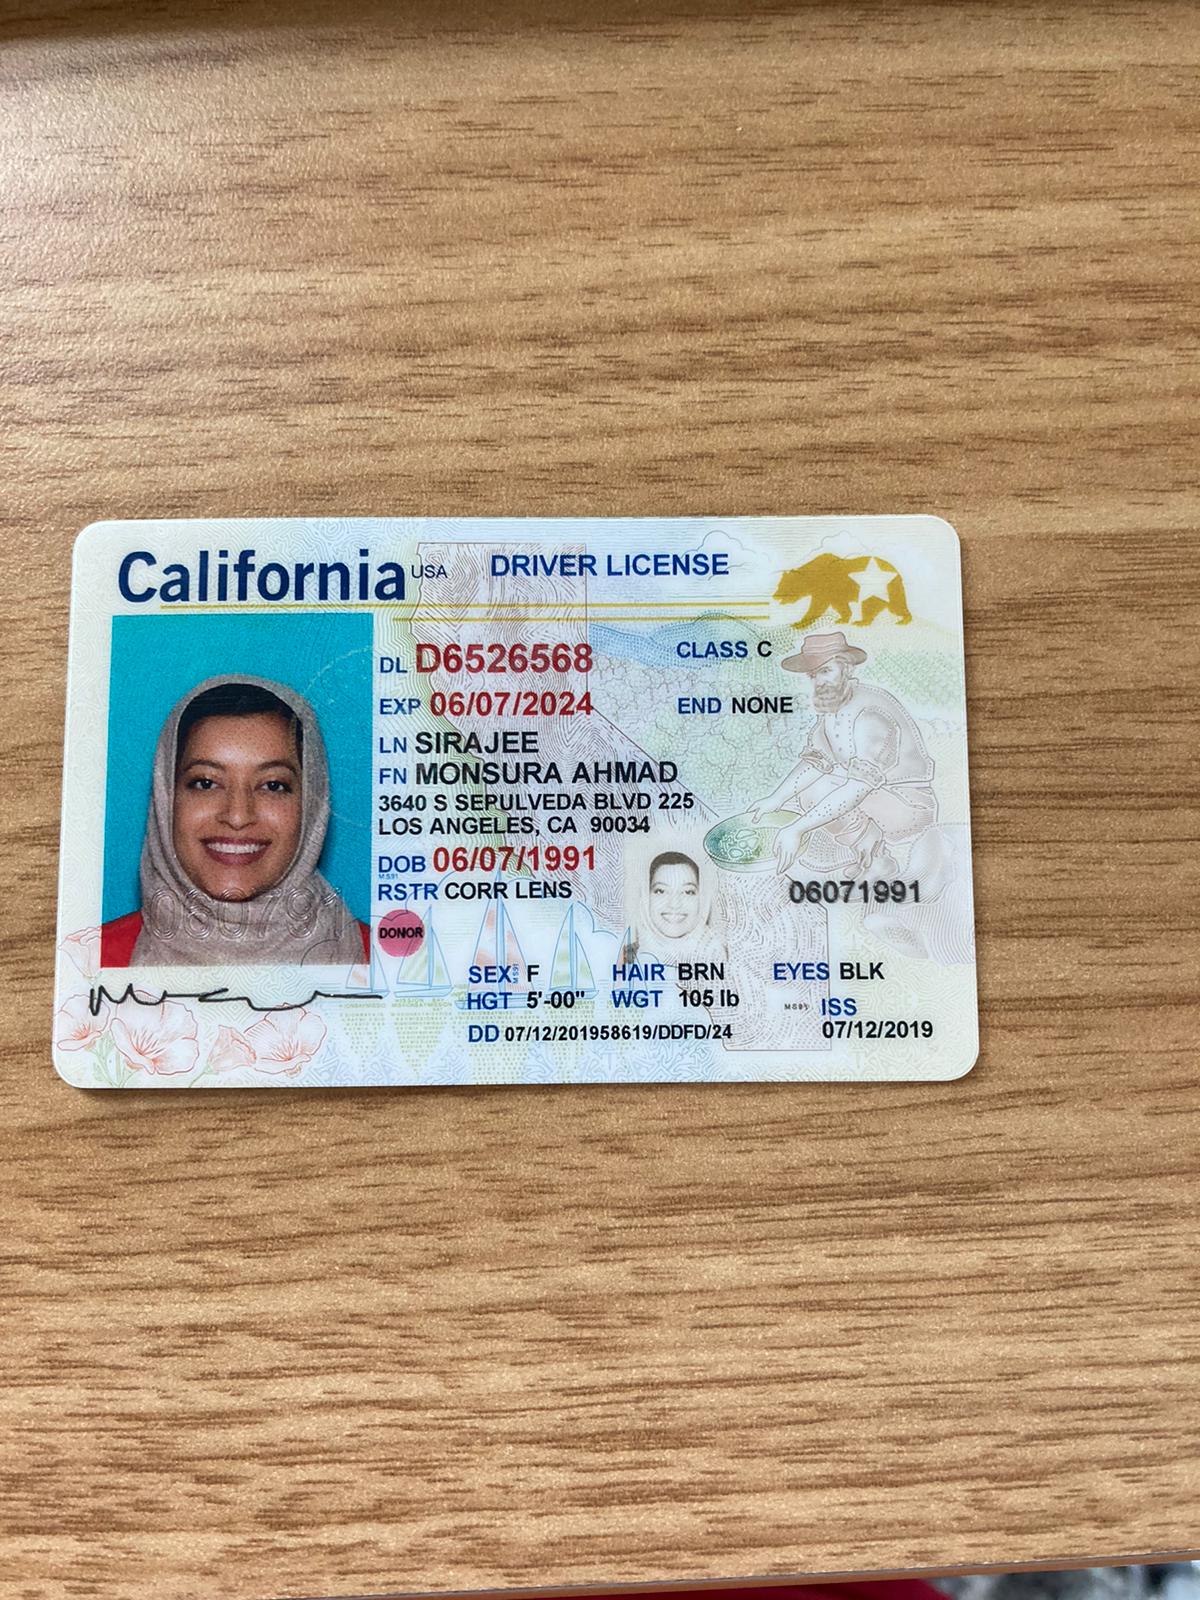 California USA DRIVER LICENSE
DL D6526568 CLASS C
EXP 06/07/2024 END NONE
LN SIRAJEE
FN MONSURA AHMAD
3640 S SEPULVEDA BLVD 225
LOS ANGELES, CA 90034
DOB 06/07/1991
RSTR CORR LENS 06071991
DONOR
SEX F HAIR BRN EYES BLK
HGT 5'-00" WGT 105 lb ISS
DD 07/12/201958619/DDFD/24 07/12/2019